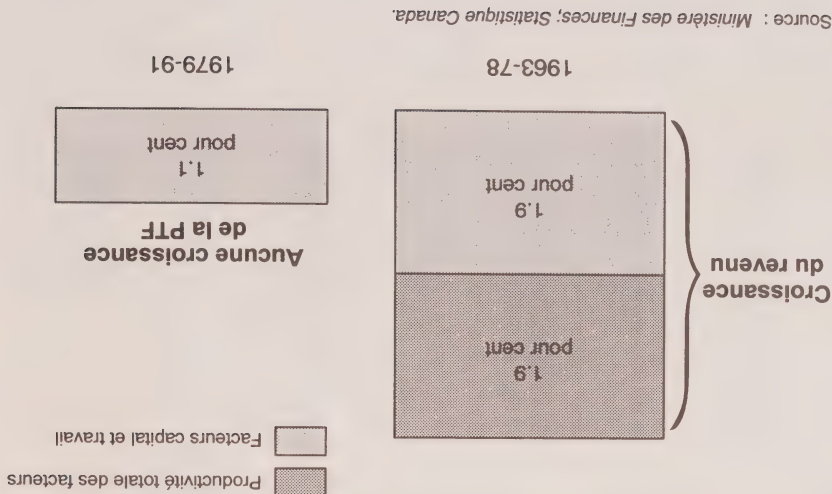 Productivité totale des facteurs
Facteurs capital et travail
1.9
pour cent
Croissance
du revenu
1.9
pour cent
Aucune croissance
de la PTF
1.1
pour cent
1963-78
1979-91
Source : Ministère des Finances; Statistique Canada.